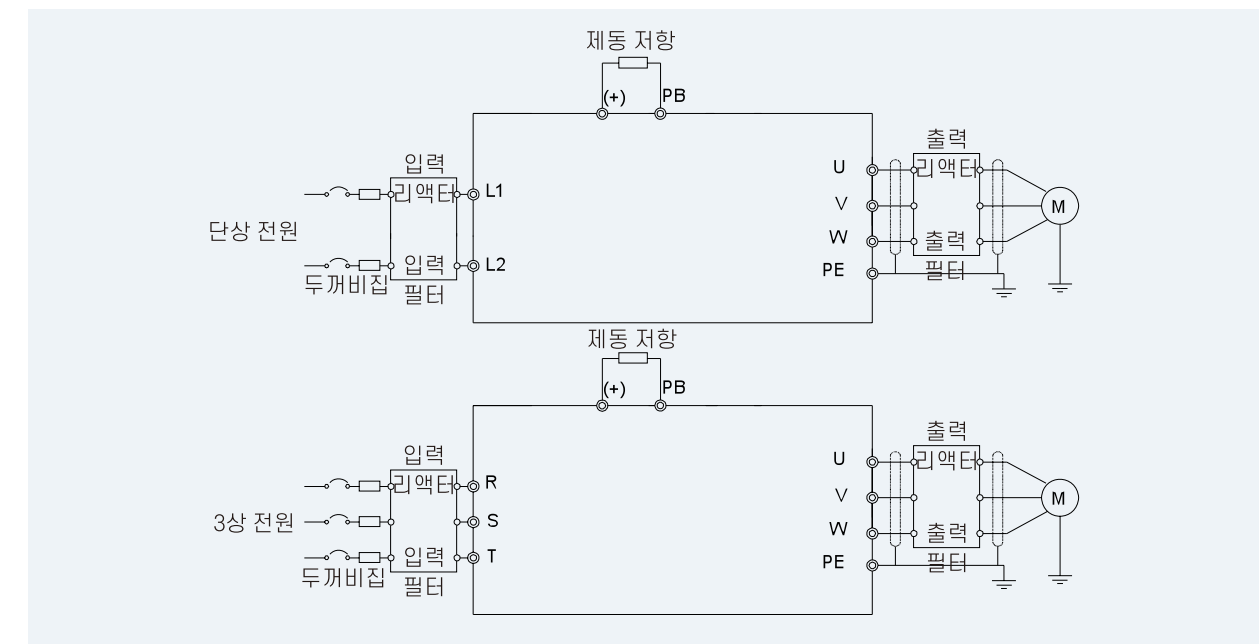 제동 저항
(+) PB
출력
리액터
입력
리액터
U
L1
단상 전원
V
M
W
출력
필터
입력
필터
L2
PE
두꺼비집
제동 저항
(+) PB
출력
리액터
입력
리액터
U
R
V
M
3상 전원
S
W
출력
필터
입력
필터
T
PE
두꺼비집